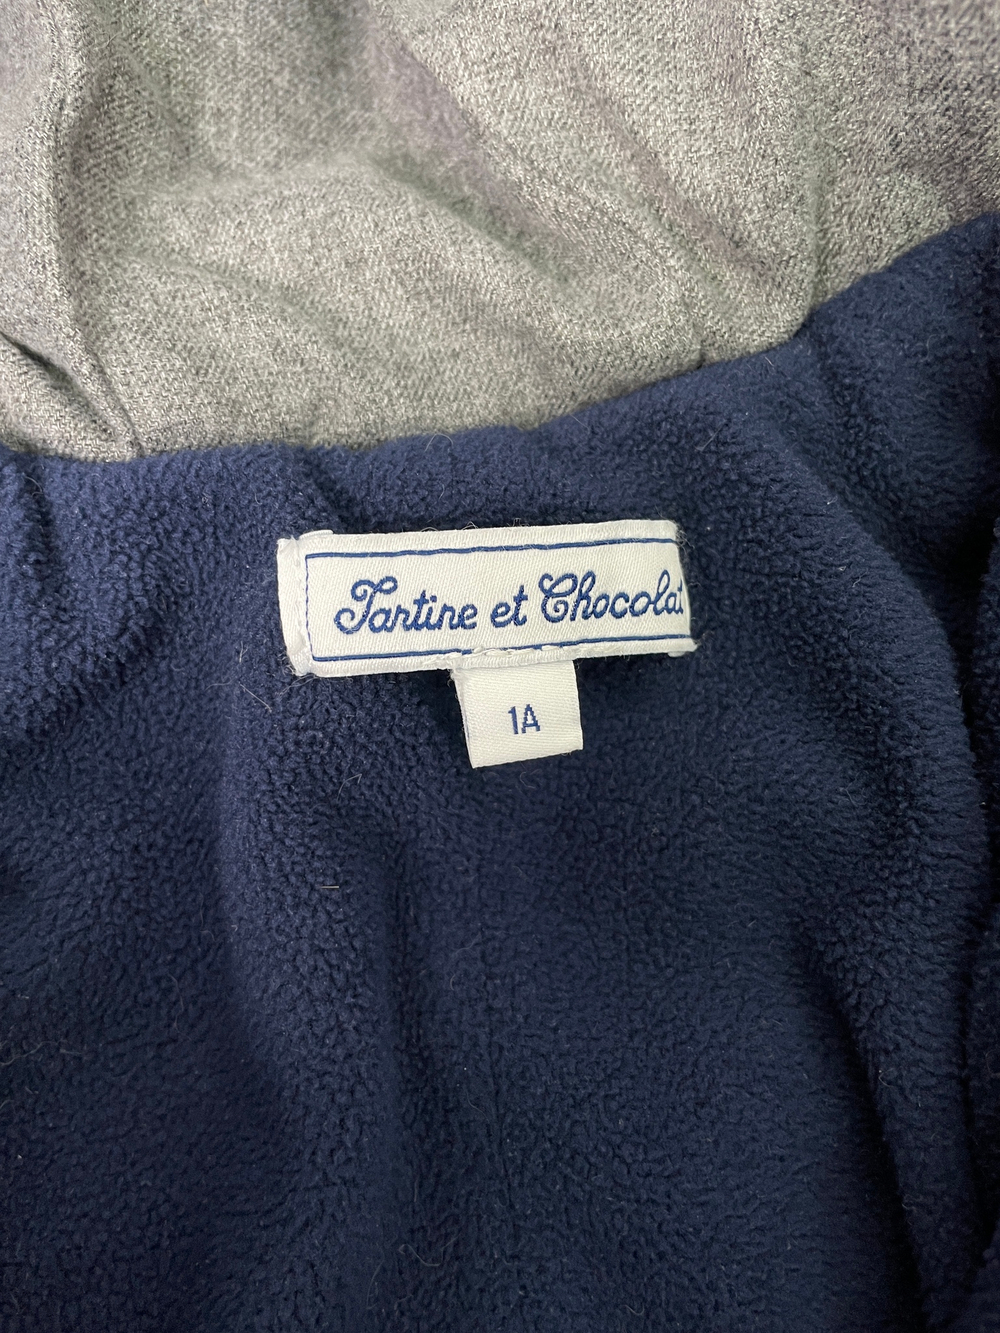 Tartine et Chocolat
1A